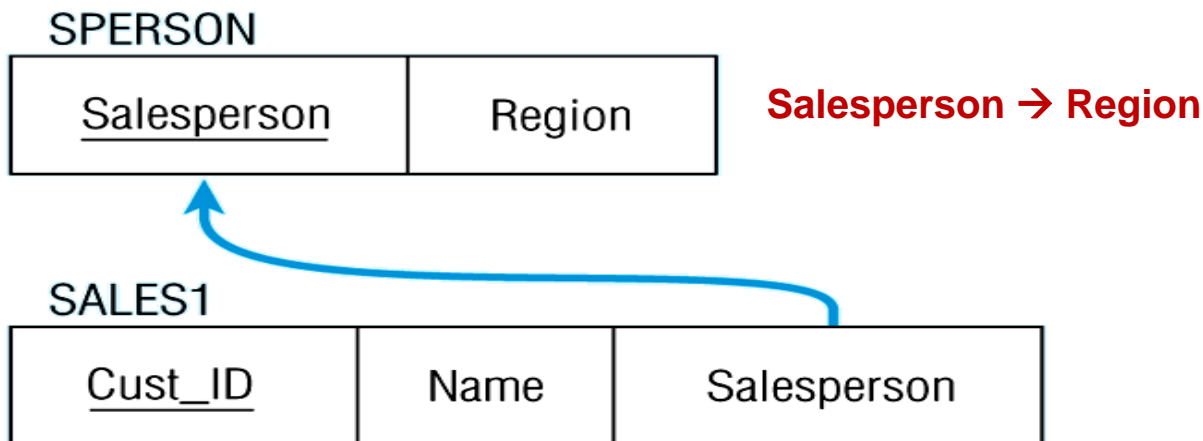 SPERSON
Salesperson Region
Salesperson → Region
SALES1
Cust_ID Name Salesperson